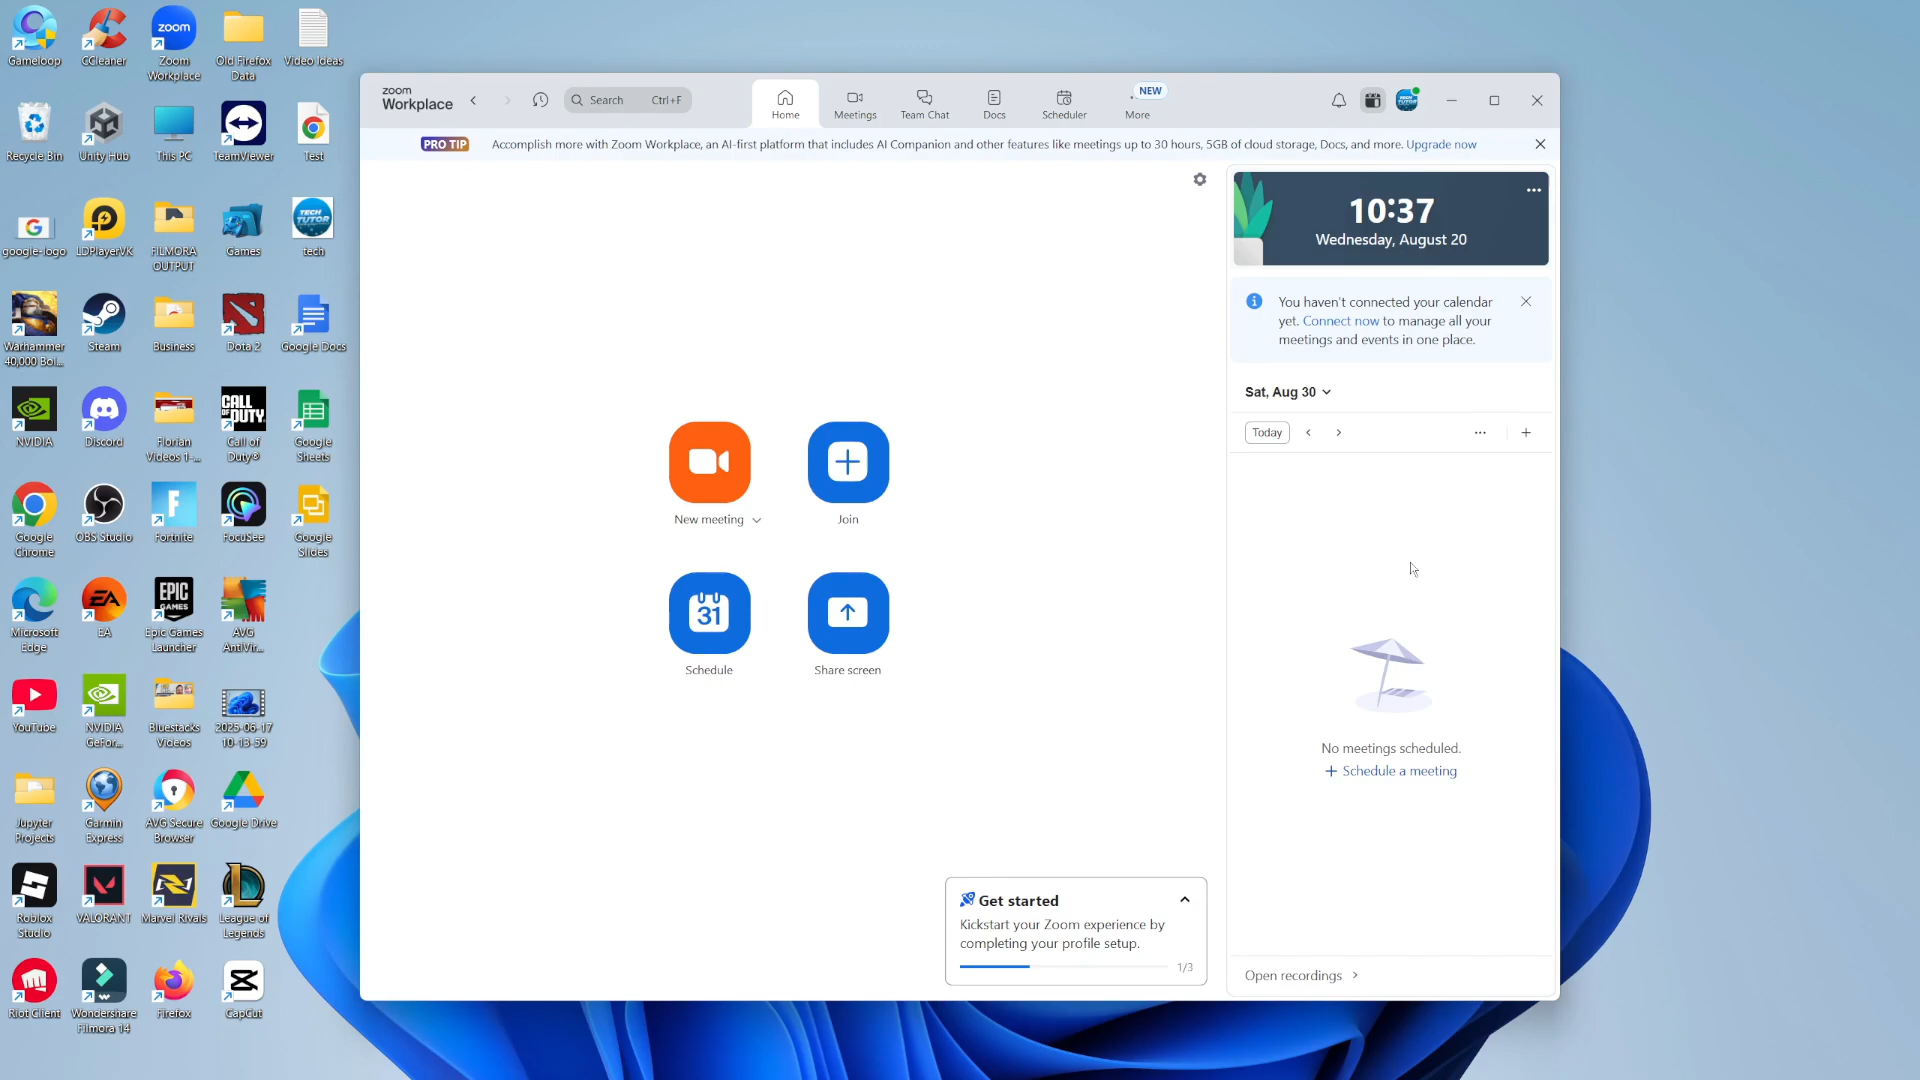 Gameloop
CCleaner
Zoom
Workplace
Old Firefox
Data
Video Ideas
Recycle Bin
Unity Hub
This PC
TeamViewer
Test
google-logo
LDPlayerVK
FILMORA
OUTPUT
Games
tech
Warhammer
40,000 Bol...
Steam
Business
Dota 2
Google Docs
NVIDIA
Discord
Florian
Videos 1-...
Call of
Duty®
Google
Sheets
Google
Chrome
OBS Studio
Fortnite
FocuSee
Google
Slides
Microsoft
Edge
EA
Epic Games
Launcher
AVG
AntiVir...
YouTube
NVIDIA
GeFor...
Bluestacks
Videos
2025-06-17
10-13-59
Jupyter
Projects
Garmin
Express
AVG Secure
Browser
Google Drive
Roblox
Studio
VALORANT
Marvel Rivals
League of
Legends
Riot Client
Wondershare
Filmora 14
Firefox
CapCut
zoom
TECH
TUTOR
CALL
OF DUTY
EA
EPIC
GAMES
zoom
Workplace
Search Ctrl+F
Home
Meetings
Team Chat
Docs
Scheduler
NEW
More
PRO TIP Accomplish more with Zoom Workplace, an AI-first platform that includes AI Companion and other features like meetings up to 30 hours, 5GB of cloud storage, Docs, and more. Upgrade now
New meeting
Join
31
Schedule
Share screen
Get started
Kickstart your Zoom experience by
completing your profile setup.
1/3
10:37
Wednesday, August 20
You haven't connected your calendar
yet. Connect now to manage all your
meetings and events in one place.
Sat, Aug 30
Today
No meetings scheduled.
+ Schedule a meeting
Open recordings